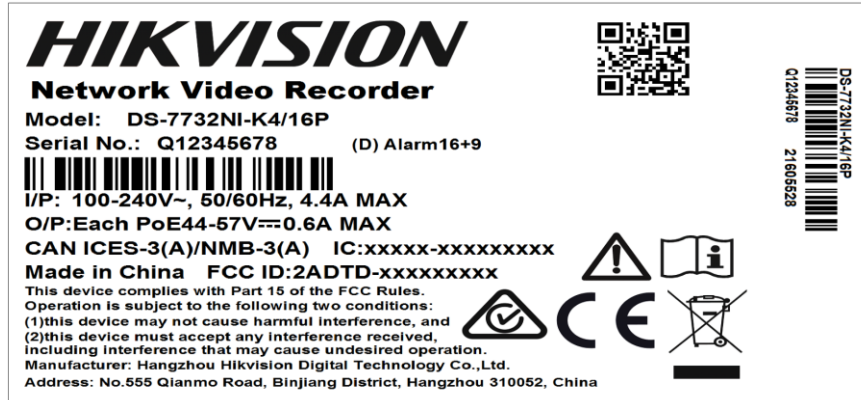 HIKVISION
Network Video Recorder
Model: DS-7732NI-K4/16P
Serial No.: Q12345678 (D) Alarm16+9
I/P: 100-240V~, 50/60Hz, 4.4A MAX
O/P:Each PoE44-57V⎓0.6A MAX
CAN ICES-3(A)/NMB-3(A) IC:xxxxx-xxxxxxxxx
Made in China FCC ID:2ADTD-xxxxxxxxx
This device complies with Part 15 of the FCC Rules.
Operation is subject to the following two conditions:
(1)this device may not cause harmful interference, and
(2)this device must accept any interference received,
including interference that may cause undesired operation.
Manufacturer: Hangzhou Hikvision Digital Technology Co.,Ltd.
Address: No.555 Qianmo Road, Binjiang District, Hangzhou 310052, China
CE
DS-7732NI-K4/16P
Q12345678 21605528